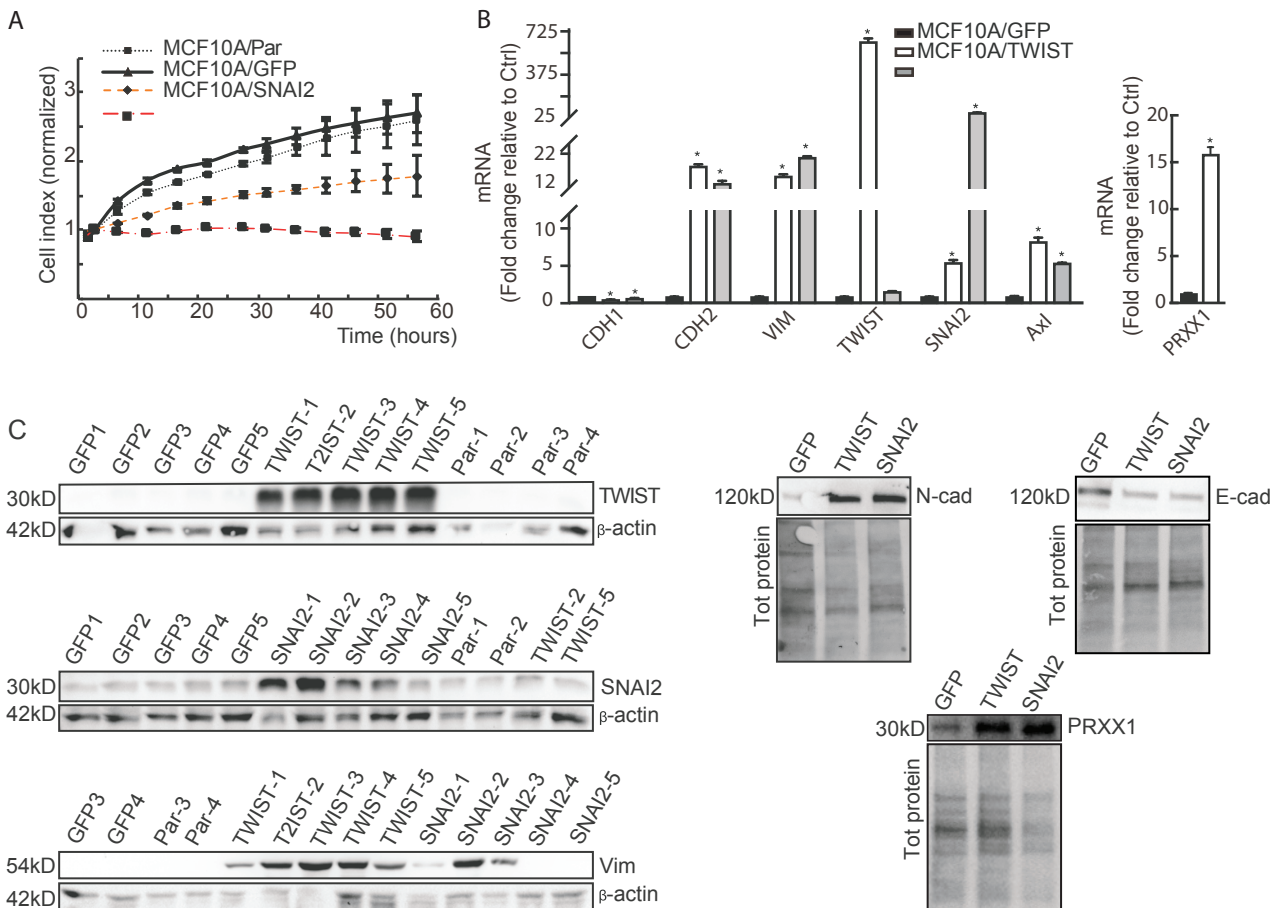 A
MCF10A/Par
MCF10A/GFP
MCF10A/SNAI2
3
2
1
Cell index (normalized)
0 10 20 30 40 50 60
Time (hours)
B
MCF10A/GFP
MCF10A/TWIST
725
375
25
22
12
10
5
0
mRNA
(Fold change relative to Ctrl)
* * * * * * * * * * *
CDH1 CDH2 VIM TWIST SNAI2 Axl
20
15
10
5
0
mRNA
(Fold change relative to Ctrl)
*
PRXX1
C
GFP1 GFP2 GFP3 GFP4 GFP5 TWIST-1 T2IST-2 TWIST-3 TWIST-4 TWIST-5 Par-1 Par-2 Par-3 Par-4
30kD TWIST
42kD β-actin
GFP1 GFP2 GFP3 GFP4 GFP5 SNAI2-1 SNAI2-2 SNAI2-3 SNAI2-4 SNAI2-5 Par-1 Par-2 TWIST-2 TWIST-5
30kD SNAI2
42kD β-actin
GFP3 GFP4 Par-3 Par-4 TWIST-1 T2IST-2 TWIST-3 TWIST-4 TWIST-5 SNAI2-1 SNAI2-2 SNAI2-3 SNAI2-4 SNAI2-5
54kD Vim
42kD β-actin
GFP TWIST SNAI2
120kD N-cad
Tot protein
GFP TWIST SNAI2
120kD E-cad
Tot protein
GFP TWIST SNAI2
30kD PRXX1
Tot protein